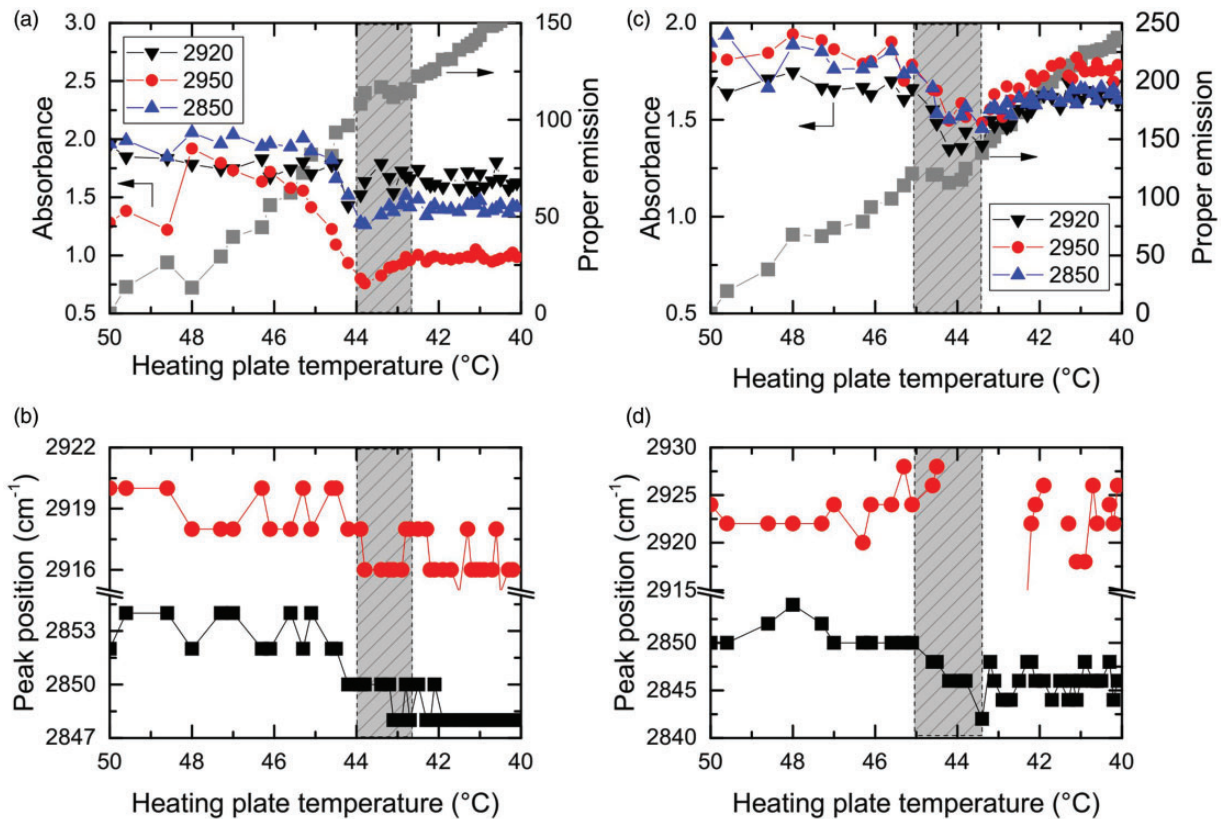 (a)
Absorbance
3.0
2.5
2.0
1.5
1.0
0.5
2920
2950
2850
150
100
50
0
Proper emission
50 48 46 44 42 40
Heating plate temperature (°C)
(c)
Absorbance
2.0
1.5
1.0
0.5
2920
2950
2850
250
200
150
100
50
0
Proper emission
50 48 46 44 42 40
Heating plate temperature (°C)
(b)
Peak position (cm⁻¹)
2922
2919
2916
2853
2850
2847
50 48 46 44 42 40
Heating plate temperature (°C)
(d)
Peak position (cm⁻¹)
2930
2925
2920
2915
2850
2845
2840
50 48 46 44 42 40
Heating plate temperature (°C)